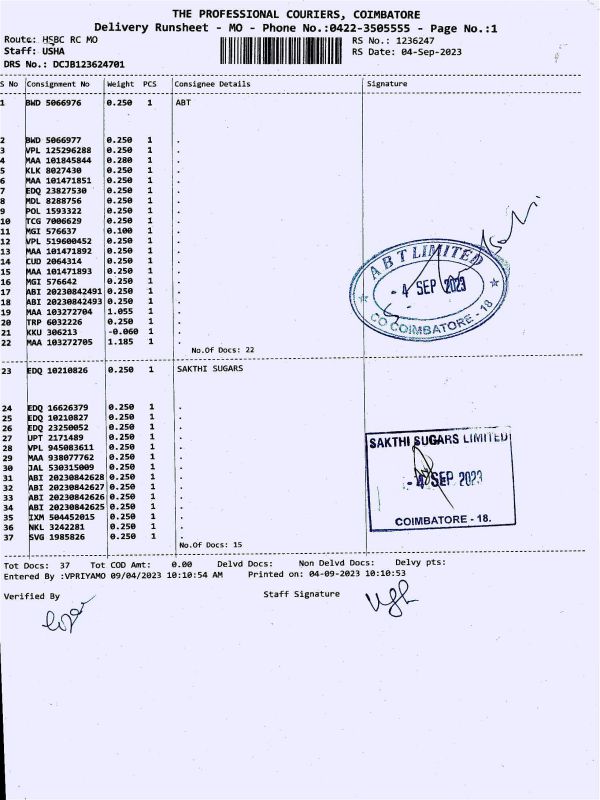 THE PROFESSIONAL COURIERS, COIMBATORE
Delivery Runsheet - MO - Phone No.:0422-3505555 - Page No.:1
Route: HSBC RC MO
RS No.: 1236247
Staff: USHA
RS Date: 04-Sep-2023
DRS No.: DCJB123624701
S No Consignment No Weight PCS Consignee Details Signature
1 BWD 5066976 0.250 1 ABT
2 BWD 5066977 0.250 1 .
3 VPL 125296288 0.250 1 .
4 MAA 101845844 0.280 1 .
5 KLK 8027430 0.250 1 .
6 MAA 101471851 0.250 1 .
7 EDQ 23827530 0.250 1 .
8 MDL 8288756 0.250 1 .
9 POL 1593322 0.250 1 .
10 TCG 7006629 0.250 1 .
11 MGI 576637 0.100 1 .
12 VPL 519600452 0.250 1 .
13 MAA 101471892 0.250 1 .
14 CUD 2064314 0.250 1 .
15 MAA 101471893 0.250 1 .
16 MGI 576642 0.250 1 .
17 ABI 20230842491 0.250 1 .
18 ABI 20230842493 0.250 1 .
19 MAA 103272704 1.055 1 .
20 TRP 6032226 0.250 1 .
21 KKU 306213 -0.060 1 .
22 MAA 103272705 1.185 1 .
No.Of Docs: 22
ABT LIMITED
- 4 SEP 2023
CO COIMBATORE - 18
23 EDQ 10210826 0.250 1 SAKTHI SUGARS
24 EDQ 16626379 0.250 1 .
25 EDQ 10210827 0.250 1 .
26 EDQ 23250052 0.250 1 .
27 UPT 2171489 0.250 1 .
28 VPL 945083611 0.250 1 .
29 MAA 938077762 0.250 1 .
30 JAL 530315009 0.250 1 .
31 ABI 20230842628 0.250 1 .
32 ABI 20230842627 0.250 1 .
33 ABI 20230842626 0.250 1 .
34 ABI 20230842625 0.250 1 .
35 IXM 504452015 0.250 1 .
36 NKL 3242281 0.250 1 .
37 SVG 1985826 0.250 1 .
No.Of Docs: 15
SAKTHI SUGARS LIMITED
- 4 SEP 2023
COIMBATORE - 18.
Tot Docs: 37 Tot COD Amt: 0.00 Delvd Docs: Non Delvd Docs: Delvy pts:
Entered By :VPRIYAMO 09/04/2023 10:10:54 AM Printed on: 04-09-2023 10:10:53
Verified By Staff Signature